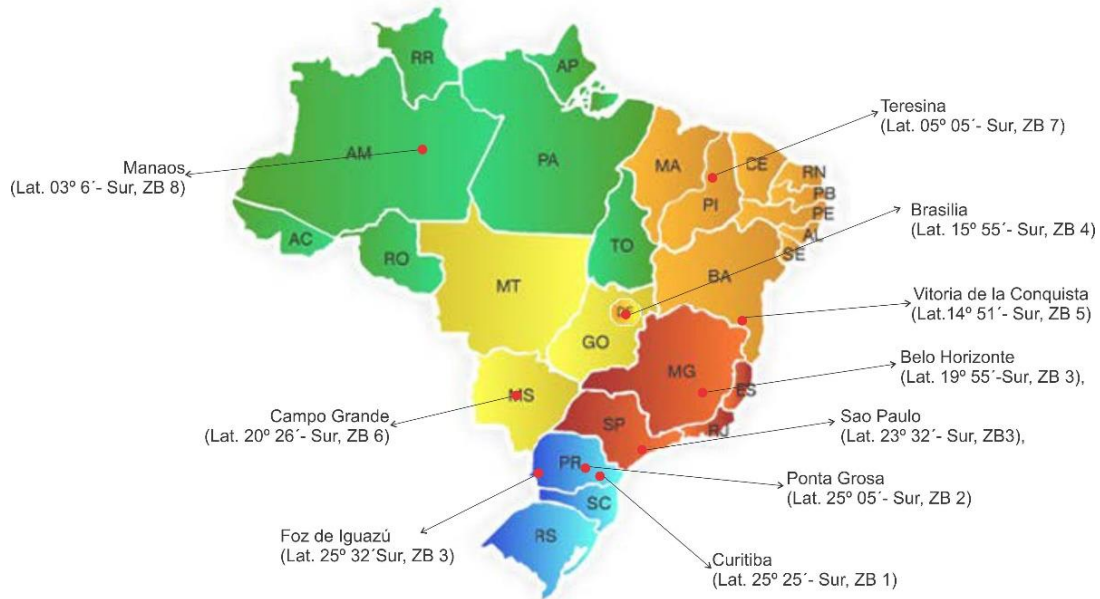 RR
AP
Teresina
(Lat. 05º 05´- Sur, ZB 7)
Manaos
(Lat. 03º 6´- Sur, ZB 8)
AM
PA
MA
CE
RN
PB
PI
PE
AL
SE
Brasilia
(Lat. 15º 55´- Sur, ZB 4)
AC
RO
TO
BA
MT
Vitoria de la Conquista
(Lat.14º 51´- Sur, ZB 5)
GO
MG
Belo Horizonte
(Lat. 19º 55´-Sur, ZB 3),
MS
ES
Campo Grande
(Lat. 20º 26´- Sur, ZB 6)
SP
RJ
Sao Paulo
(Lat. 23º 32´- Sur, ZB3),
PR
Ponta Grosa
(Lat. 25º 05´- Sur, ZB 2)
SC
Foz de Iguazú
(Lat. 25º 32´Sur, ZB 3)
RS
Curitiba
(Lat. 25º 25´- Sur, ZB 1)